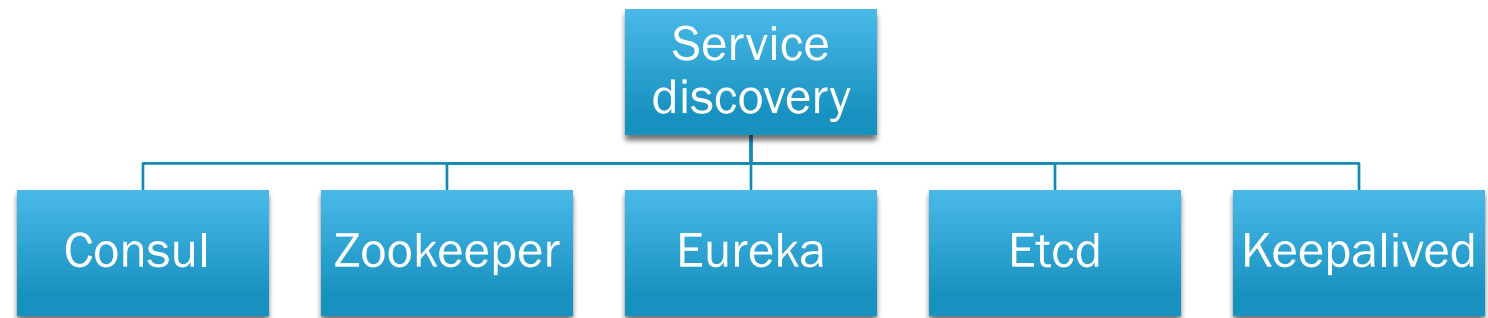 Service
discovery
Consul
Zookeeper
Eureka
Etcd
Keepalived